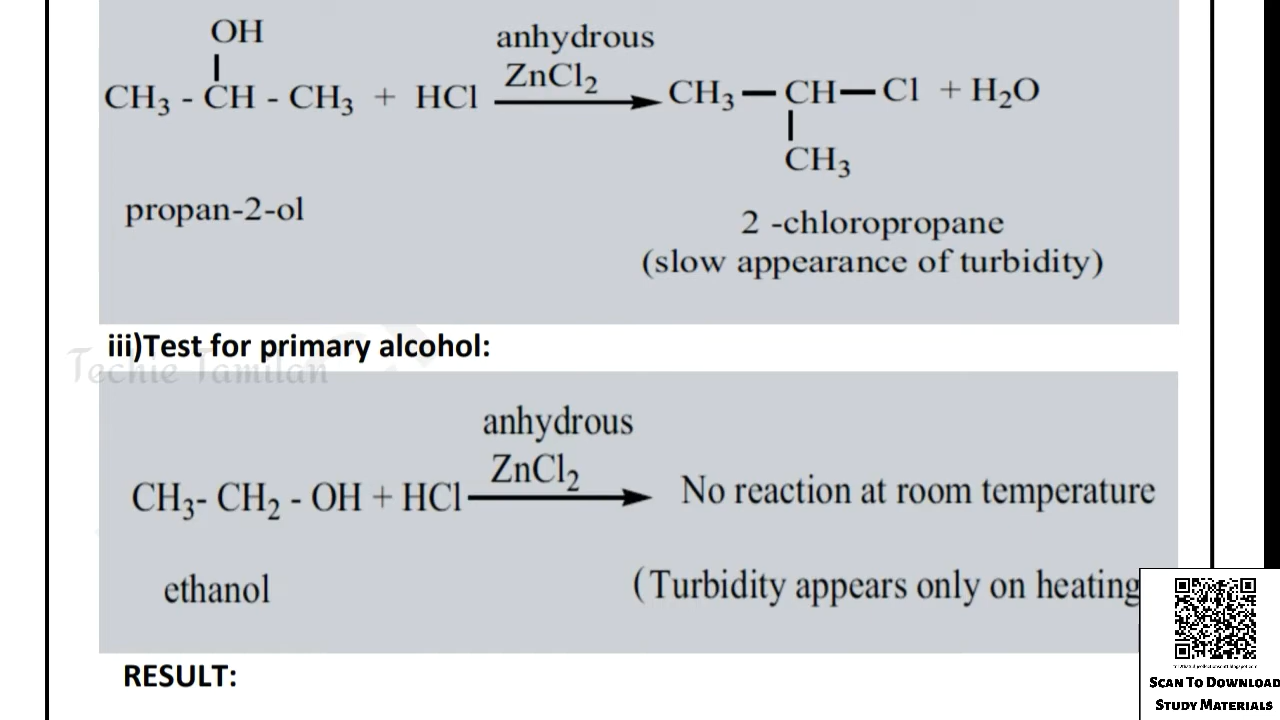 OH
CH₃ - CH - CH₃ + HCl anhydrous ZnCl₂ CH₃ — CH — Cl + H₂O
CH₃
propan-2-ol
2 -chloropropane
(slow appearance of turbidity)
iii)Test for primary alcohol:
Techie Tamilan
anhydrous
ZnCl₂
CH₃- CH₂ - OH + HCl No reaction at room temperature
ethanol
(Turbidity appears only on heating
RESULT:
SCAN TO DOWNLOAD
STUDY MATERIALS